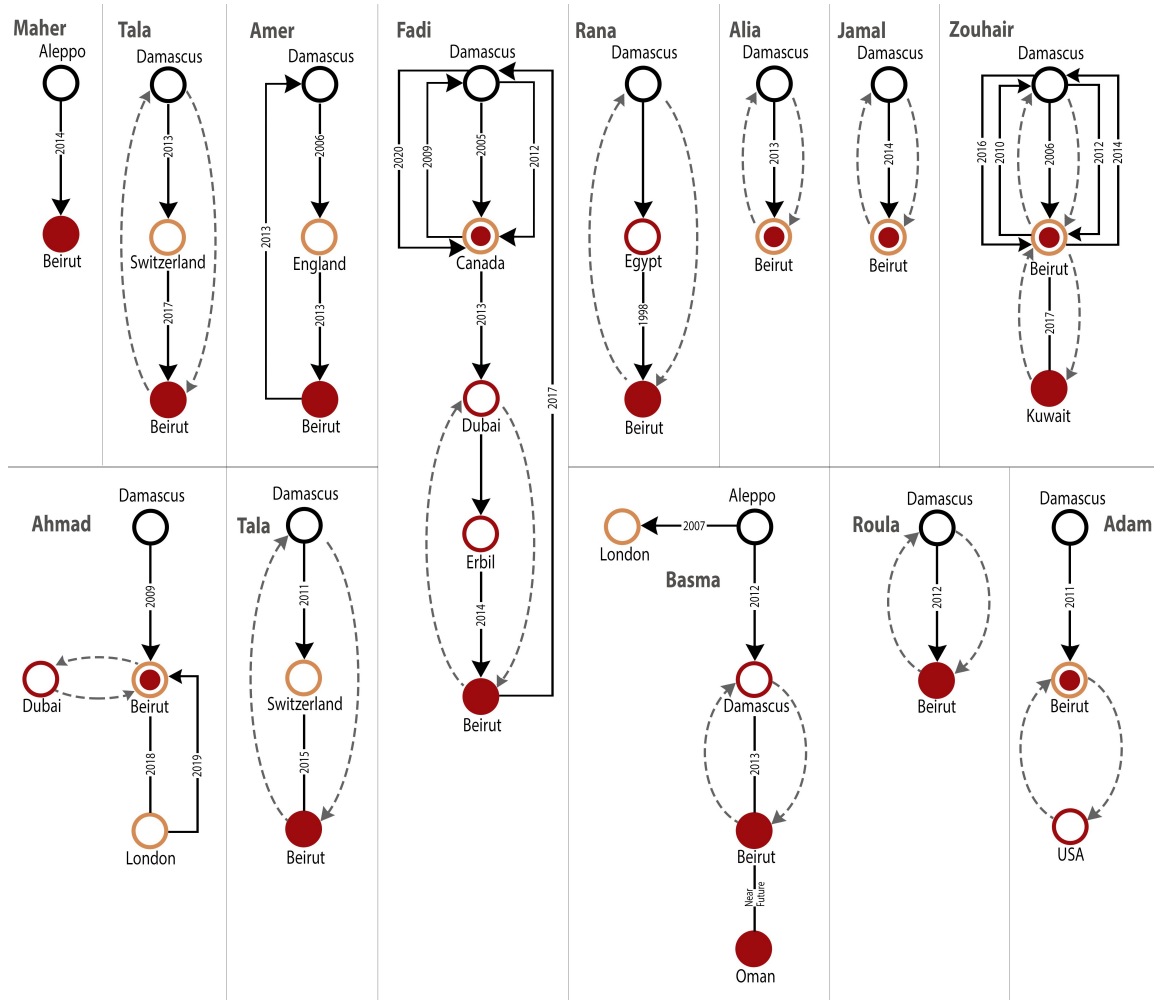 Maher
Aleppo
2014
Beirut
Tala
Damascus
2013
Switzerland
2017
Beirut
Amer
Damascus
2006
2013
England
2013
Beirut
Fadi
Damascus
2020
2009
2005
2012
Canada
2013
Dubai
2017
Erbil
2014
Beirut
Rana
Damascus
Egypt
1998
Beirut
Alia
Damascus
2013
Beirut
Jamal
Damascus
2014
Beirut
Zouhair
Damascus
2016
2010
2006
2012
2014
Beirut
2017
Kuwait
Ahmad
Damascus
2009
Dubai
Beirut
2018
2019
London
Tala
Damascus
2011
Switzerland
2015
Beirut
Basma
Aleppo
2007
London
2012
Damascus
2013
Beirut
Near
Future
Oman
Roula
Damascus
2012
Beirut
Adam
Damascus
2011
Beirut
USA